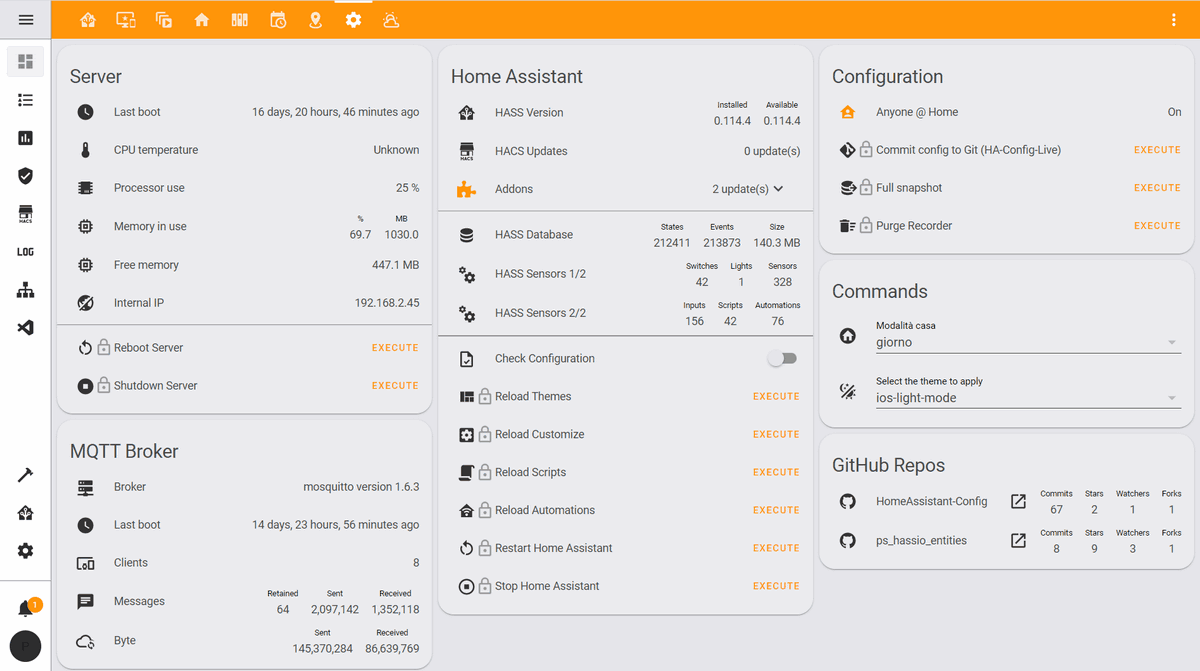 HACS
LOG
1
P
Server
Last boot 16 days, 20 hours, 46 minutes ago
CPU temperature Unknown
Processor use 25 %
% MB
Memory in use 69.7 1030.0
Free memory 447.1 MB
Internal IP 192.168.2.45
Reboot Server EXECUTE
Shutdown Server EXECUTE
MQTT Broker
Broker mosquitto version 1.6.3
Last boot 14 days, 23 hours, 56 minutes ago
Clients 8
Retained Sent Received
Messages 64 2,097,142 1,352,118
Sent Received
Byte 145,370,284 86,639,769
Home Assistant
Installed Available
HASS Version 0.114.4 0.114.4
HACS
HACS Updates 0 update(s)
Addons 2 update(s)
States Events Size
HASS Database 212411 213873 140.3 MB
Switches Lights Sensors
HASS Sensors 1/2 42 1 328
Inputs Scripts Automations
HASS Sensors 2/2 156 42 76
Check Configuration
Reload Themes EXECUTE
Reload Customize EXECUTE
Reload Scripts EXECUTE
Reload Automations EXECUTE
Restart Home Assistant EXECUTE
Stop Home Assistant EXECUTE
Configuration
Anyone @ Home On
Commit config to Git (HA-Config-Live) EXECUTE
Full snapshot EXECUTE
Purge Recorder EXECUTE
Commands
Modalità casa
giorno
Select the theme to apply
ios-light-mode
GitHub Repos
Commits Stars Watchers Forks
HomeAssistant-Config 67 2 1 1
Commits Stars Watchers Forks
ps_hassio_entities 8 9 3 1